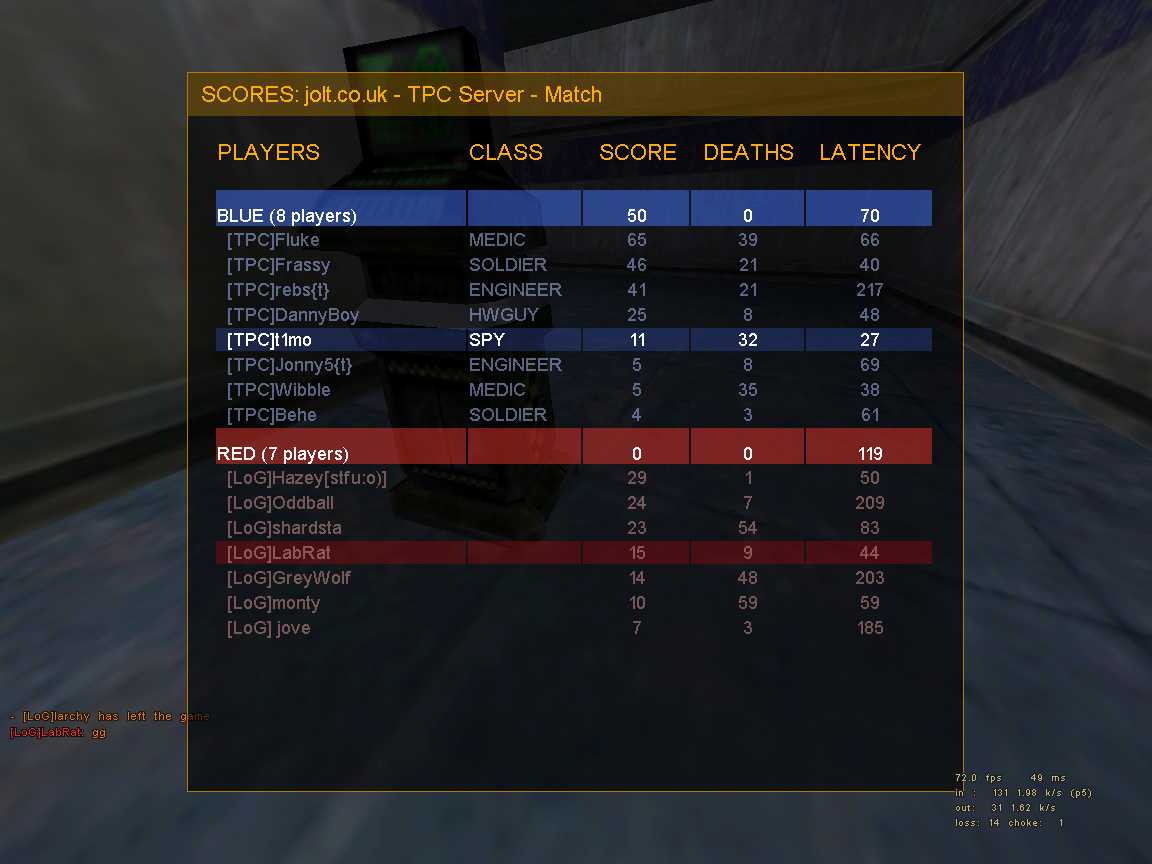 SCORES: jolt.co.uk - TPC Server - Match
PLAYERS CLASS SCORE DEATHS LATENCY
BLUE (8 players) 50 0 70
[TPC]Fluke MEDIC 65 39 66
[TPC]Frassy SOLDIER 46 21 40
[TPC]rebs{t} ENGINEER 41 21 217
[TPC]DannyBoy HWGUY 25 8 48
[TPC]t1mo SPY 11 32 27
[TPC]Jonny5{t} ENGINEER 5 8 69
[TPC]Wibble MEDIC 5 35 38
[TPC]Behe SOLDIER 4 3 61
RED (7 players) 0 0 119
[LoG]Hazey[stfu:o)] 29 1 50
[LoG]Oddball 24 7 209
[LoG]shardsta 23 54 83
[LoG]LabRat 15 9 44
[LoG]GreyWolf 14 48 203
[LoG]monty 10 59 59
[LoG] jove 7 3 185
- [LoG]larchy has left the game
[LoG]LabRat: gg
72.0 fps 49 ms
in : 131 1.98 k/s (p5)
out: 31 1.62 k/s
loss: 14 choke: 1